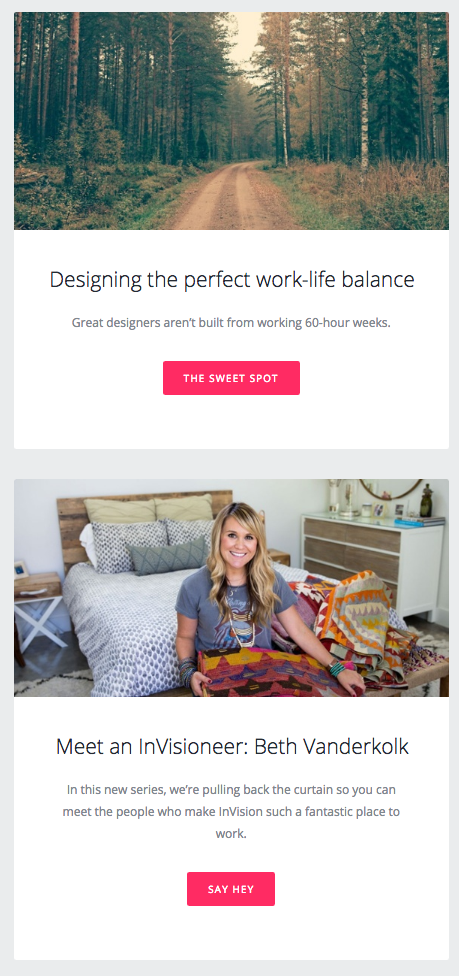 Designing the perfect work-life balance
Great designers aren’t built from working 60-hour weeks.
THE SWEET SPOT
Meet an InVisioneer: Beth Vanderkolk
In this new series, we’re pulling back the curtain so you can
meet the people who make InVision such a fantastic place to
work.
SAY HEY